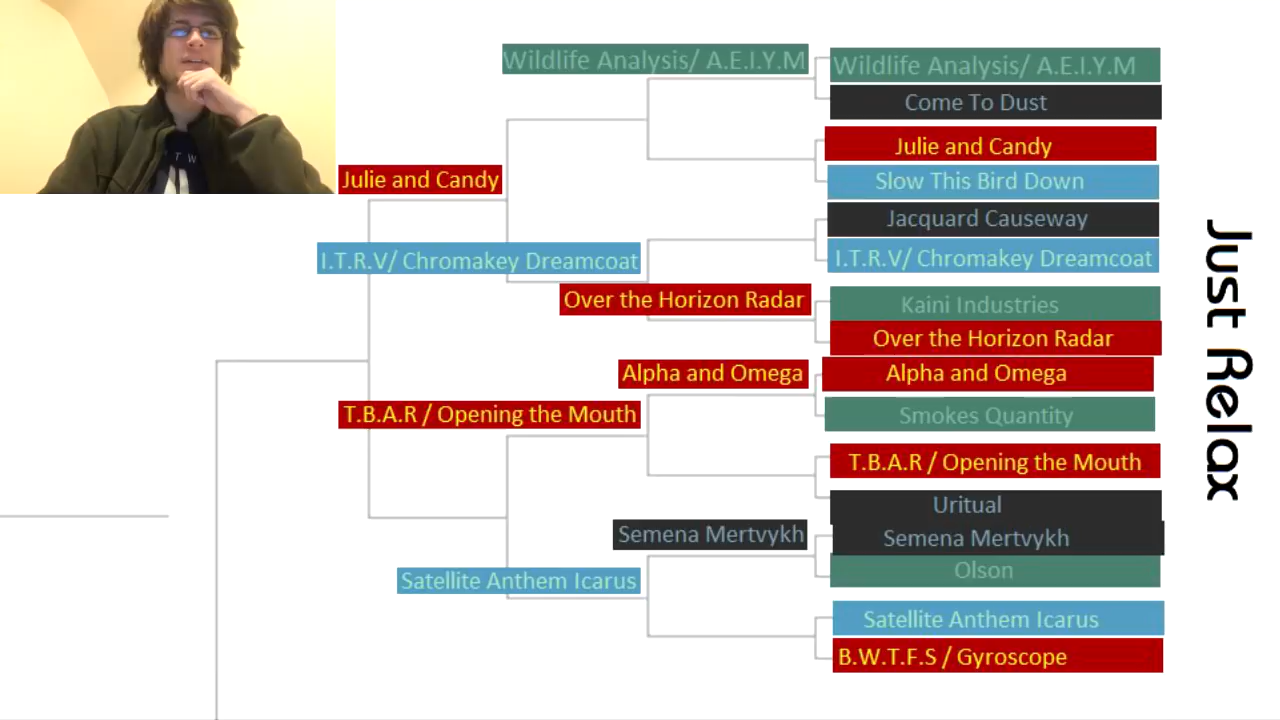 Wildlife Analysis/ A.E.I.Y.M
Wildlife Analysis/ A.E.I.Y.M
Come To Dust
Julie and Candy
Julie and Candy
Slow This Bird Down
Jacquard Causeway
I.T.R.V/ Chromakey Dreamcoat
I.T.R.V/ Chromakey Dreamcoat
Over the Horizon Radar
Kaini Industries
Over the Horizon Radar
Alpha and Omega
Alpha and Omega
T.B.A.R / Opening the Mouth
Smokes Quantity
T.B.A.R / Opening the Mouth
Uritual
Semena Mertvykh
Semena Mertvykh
Olson
Satellite Anthem Icarus
Satellite Anthem Icarus
B.W.T.F.S / Gyroscope
Just Relax
T W